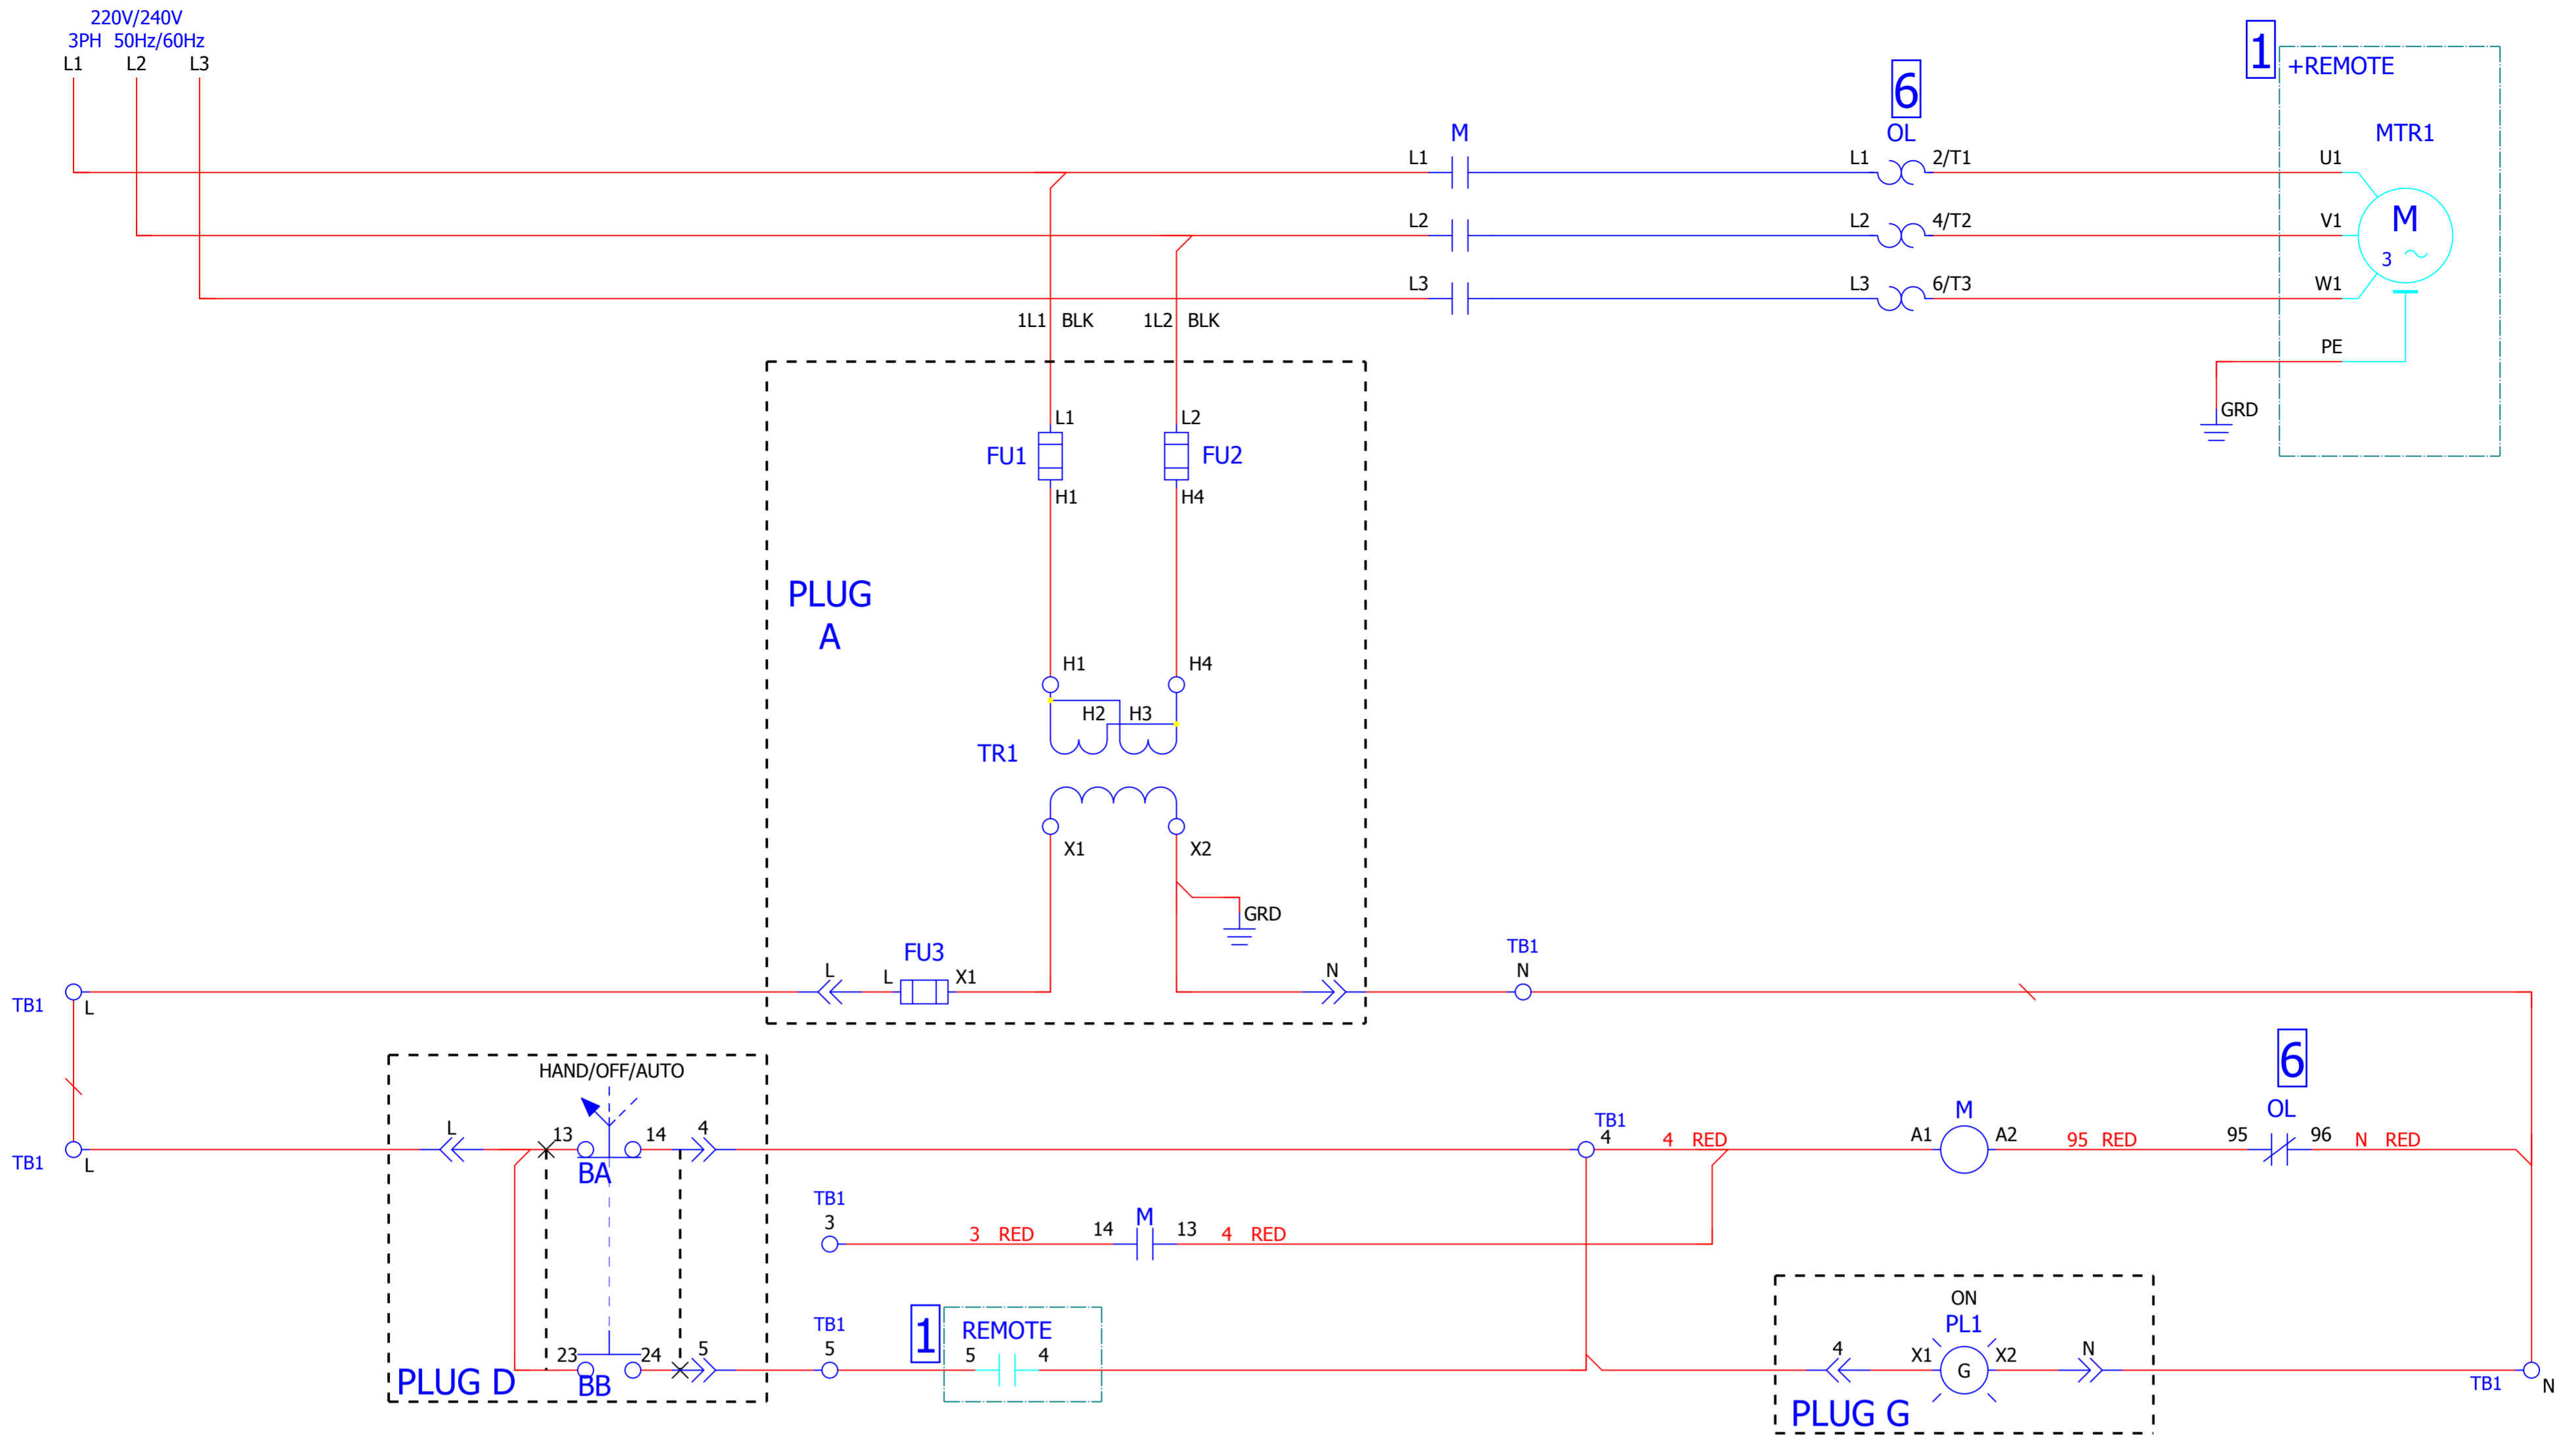 220V/240V
3PH 50Hz/60Hz
L1 L2 L3
1
+REMOTE
6
M
OL
MTR1
L1
L1
2/T1
U1
L2
L2
4/T2
V1
M
3
L3
L3
6/T3
W1
1L1 BLK
1L2 BLK
PE
GRD
L1
L2
FU1
FU2
H1
H4
PLUG
A
H1
H4
H2 H3
TR1
X1
X2
GRD
FU3
L
L
X1
N
TB1
N
TB1
L
HAND/OFF/AUTO
6
OL
TB1
L
L
13
14
4
BA
TB1
4
4 RED
M
A1
A2
95 RED
95
96
N RED
TB1
3
3 RED
14
M
13
4 RED
TB1
5
1
REMOTE
5
4
23
24
5
BB
PLUG D
ON
PL1
4
X1
G
X2
N
PLUG G
TB1
N